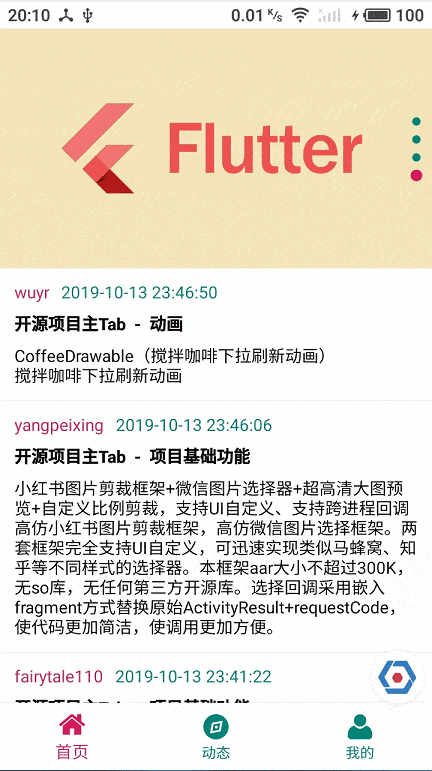 20:10 0.01 K/s 100
Flutter
wuyr 2019-10-13 23:46:50
开源项目主Tab - 动画
CoffeeDrawable（搅拌咖啡下拉刷新动画）
搅拌咖啡下拉刷新动画
yangpeixing 2019-10-13 23:46:06
开源项目主Tab - 项目基础功能
小红书图片剪裁框架+微信图片选择器+超高清大图预
览+自定义比例剪裁，支持UI自定义、支持跨进程回调
高仿小红书图片剪裁框架，高仿微信图片选择框架。两
套框架完全支持UI自定义，可迅速实现类似马蜂窝、知
乎等不同样式的选择器。本框架aar大小不超过300K，
无so库，无任何第三方开源库。选择回调采用嵌入
fragment方式替换原始ActivityResult+requestCode，
使代码更加简洁，使调用更加方便。
fairytale110 2019-10-13 23:41:22
首页 动态 我的